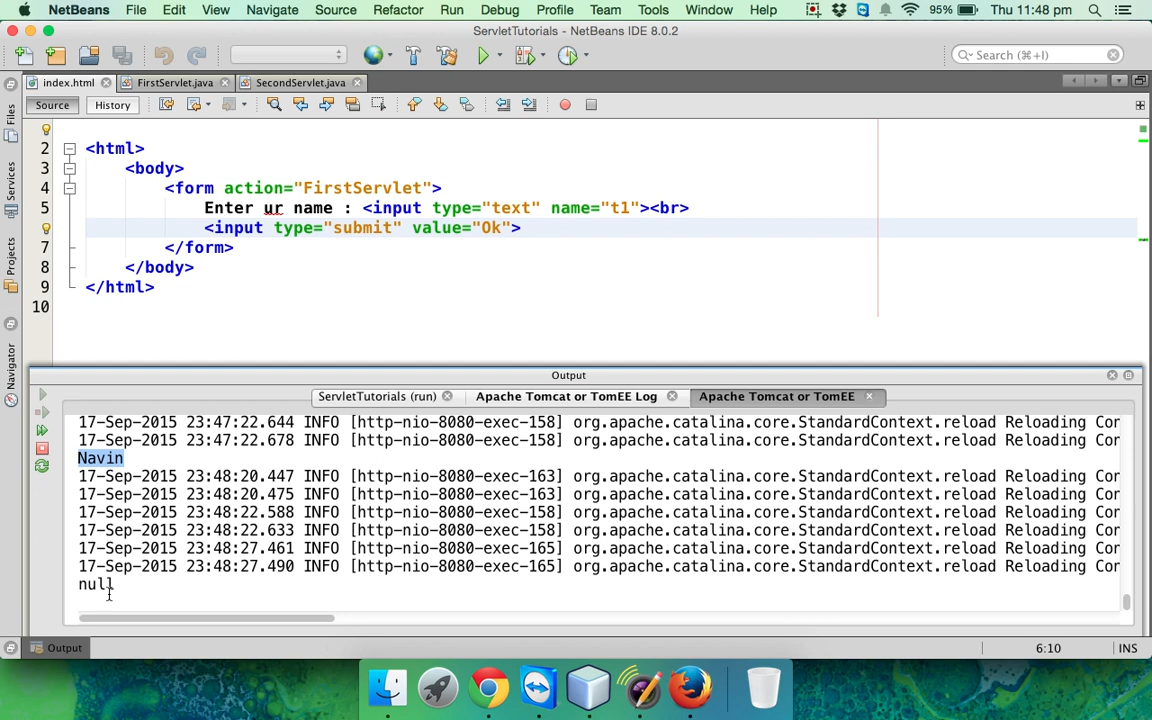 NetBeans File Edit View Navigate Source Refactor Run Debug Profile Team Tools Window Help 95% Thu 11:48 pm
ServletTutorials - NetBeans IDE 8.0.2
Search (⌘+I)
index.html FirstServlet.java SecondServlet.java
Source History
Files
Services
Projects
Navigator
2 <html>
3 <body>
4 <form action="FirstServlet">
5 Enter ur name : <input type="text" name="t1"><br>
<input type="submit" value="Ok">
7 </form>
8 </body>
9 </html>
10
Output
ServletTutorials (run) Apache Tomcat or TomEE Log Apache Tomcat or TomEE
17-Sep-2015 23:47:22.644 INFO [http-nio-8080-exec-158] org.apache.catalina.core.StandardContext.reload Reloading Cor
17-Sep-2015 23:47:22.678 INFO [http-nio-8080-exec-158] org.apache.catalina.core.StandardContext.reload Reloading Cor
Navin
17-Sep-2015 23:48:20.447 INFO [http-nio-8080-exec-163] org.apache.catalina.core.StandardContext.reload Reloading Cor
17-Sep-2015 23:48:20.475 INFO [http-nio-8080-exec-163] org.apache.catalina.core.StandardContext.reload Reloading Cor
17-Sep-2015 23:48:22.588 INFO [http-nio-8080-exec-158] org.apache.catalina.core.StandardContext.reload Reloading Cor
17-Sep-2015 23:48:22.633 INFO [http-nio-8080-exec-158] org.apache.catalina.core.StandardContext.reload Reloading Cor
17-Sep-2015 23:48:27.461 INFO [http-nio-8080-exec-165] org.apache.catalina.core.StandardContext.reload Reloading Cor
17-Sep-2015 23:48:27.490 INFO [http-nio-8080-exec-165] org.apache.catalina.core.StandardContext.reload Reloading Cor
null
Output 6:10 INS